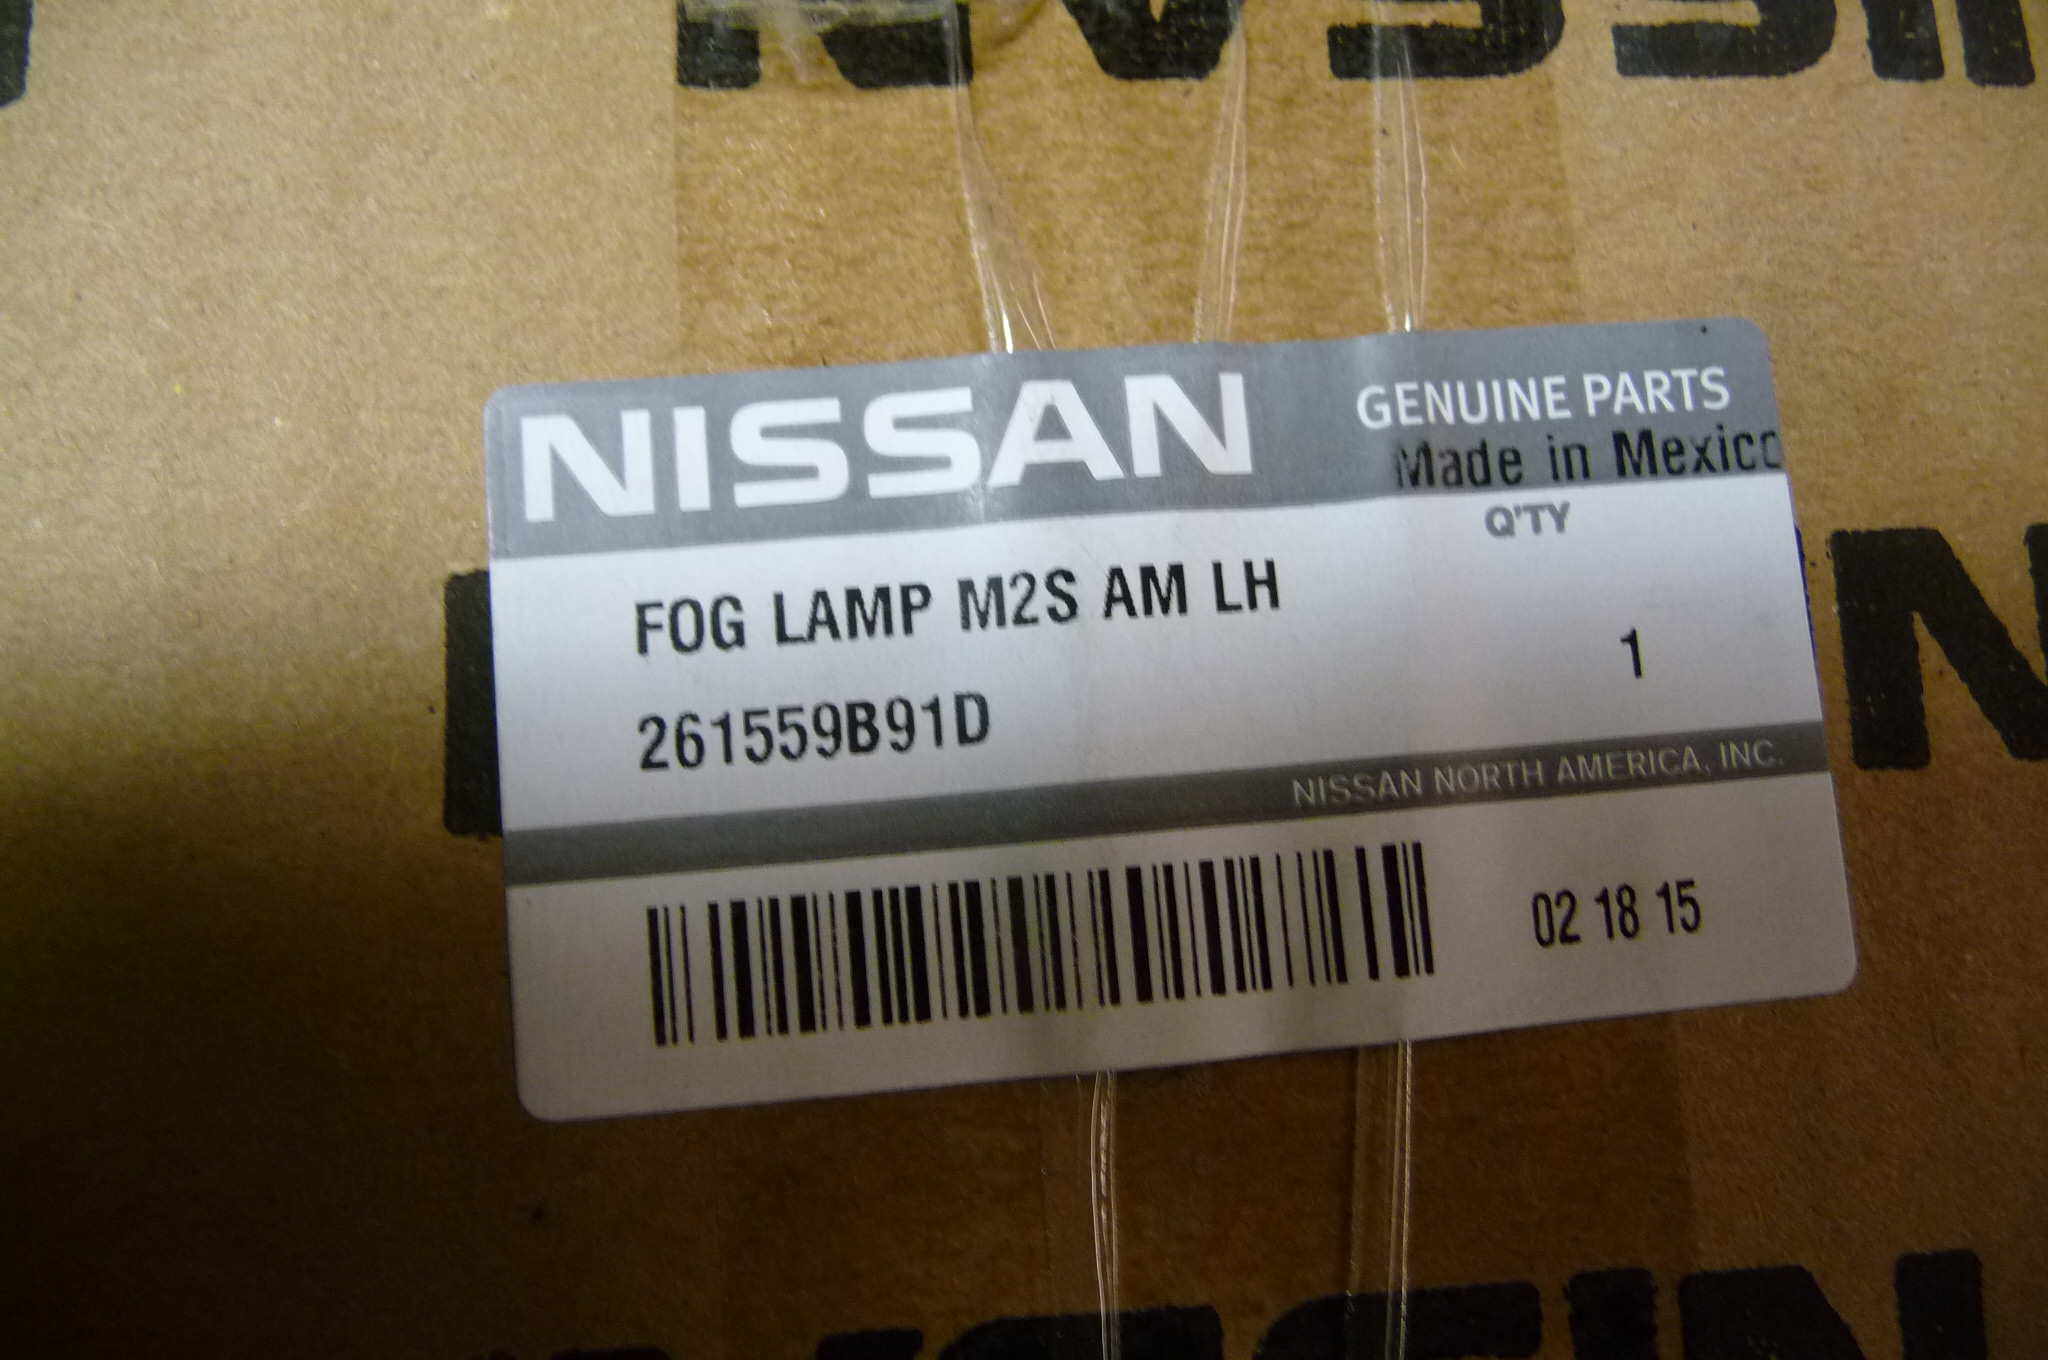 NISSAN
GENUINE PARTS
Made in Mexico
Q'TY
FOG LAMP M2S AM LH
1
261559B91D
NISSAN NORTH AMERICA, INC.
02 18 15